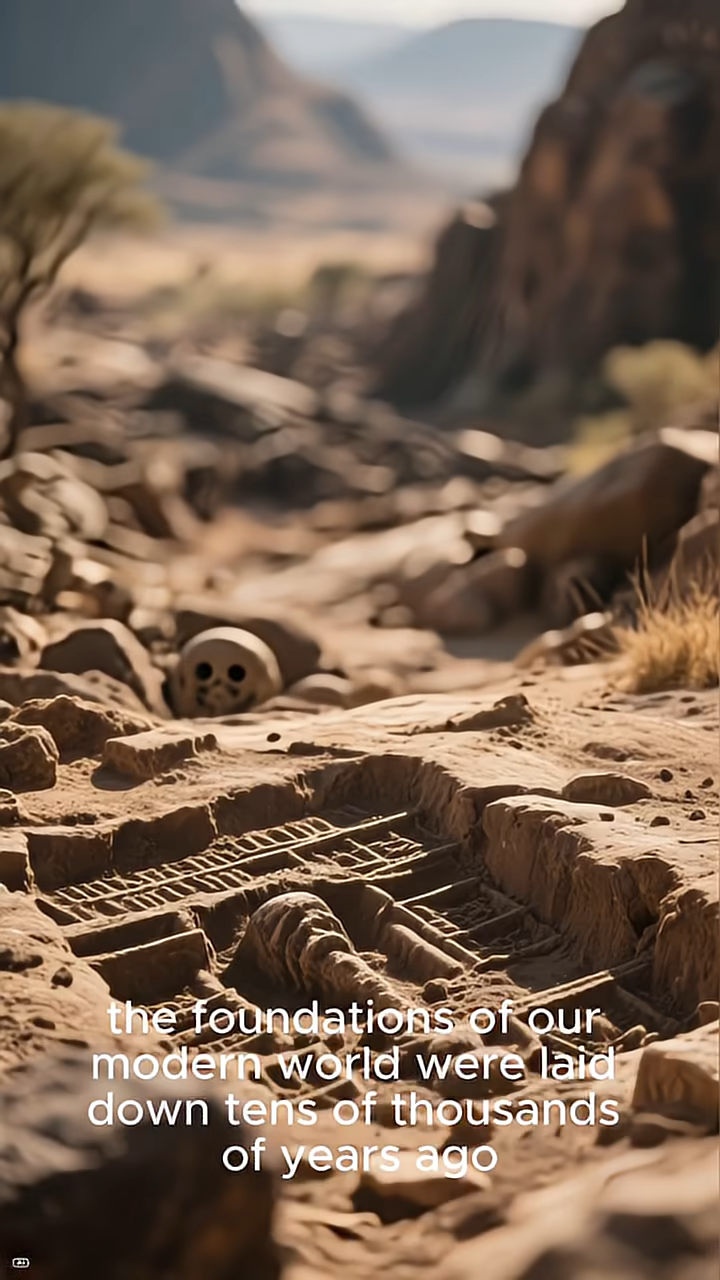 the foundations of our
modern world were laid
down tens of thousands
of years ago